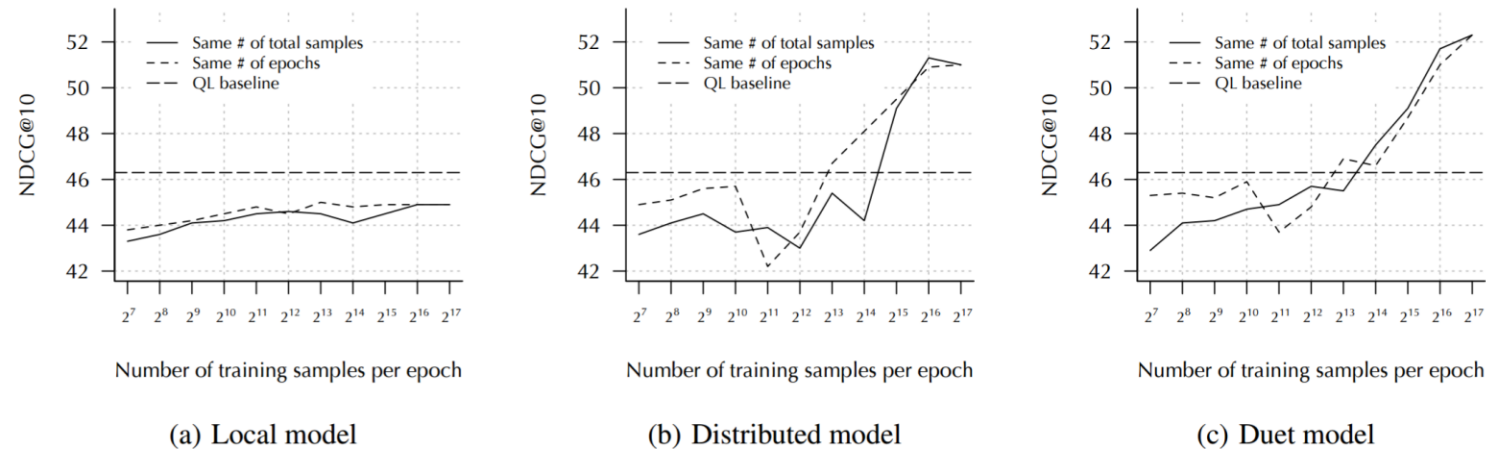 NDCG@10
52
50
48
46
44
42
Same # of total samples
Same # of epochs
QL baseline
2^7 2^8 2^9 2^10 2^11 2^12 2^13 2^14 2^15 2^16 2^17
Number of training samples per epoch
(a) Local model
NDCG@10
52
50
48
46
44
42
Same # of total samples
Same # of epochs
QL baseline
2^7 2^8 2^9 2^10 2^11 2^12 2^13 2^14 2^15 2^16 2^17
Number of training samples per epoch
(b) Distributed model
NDCG@10
52
50
48
46
44
42
Same # of total samples
Same # of epochs
QL baseline
2^7 2^8 2^9 2^10 2^11 2^12 2^13 2^14 2^15 2^16 2^17
Number of training samples per epoch
(c) Duet model